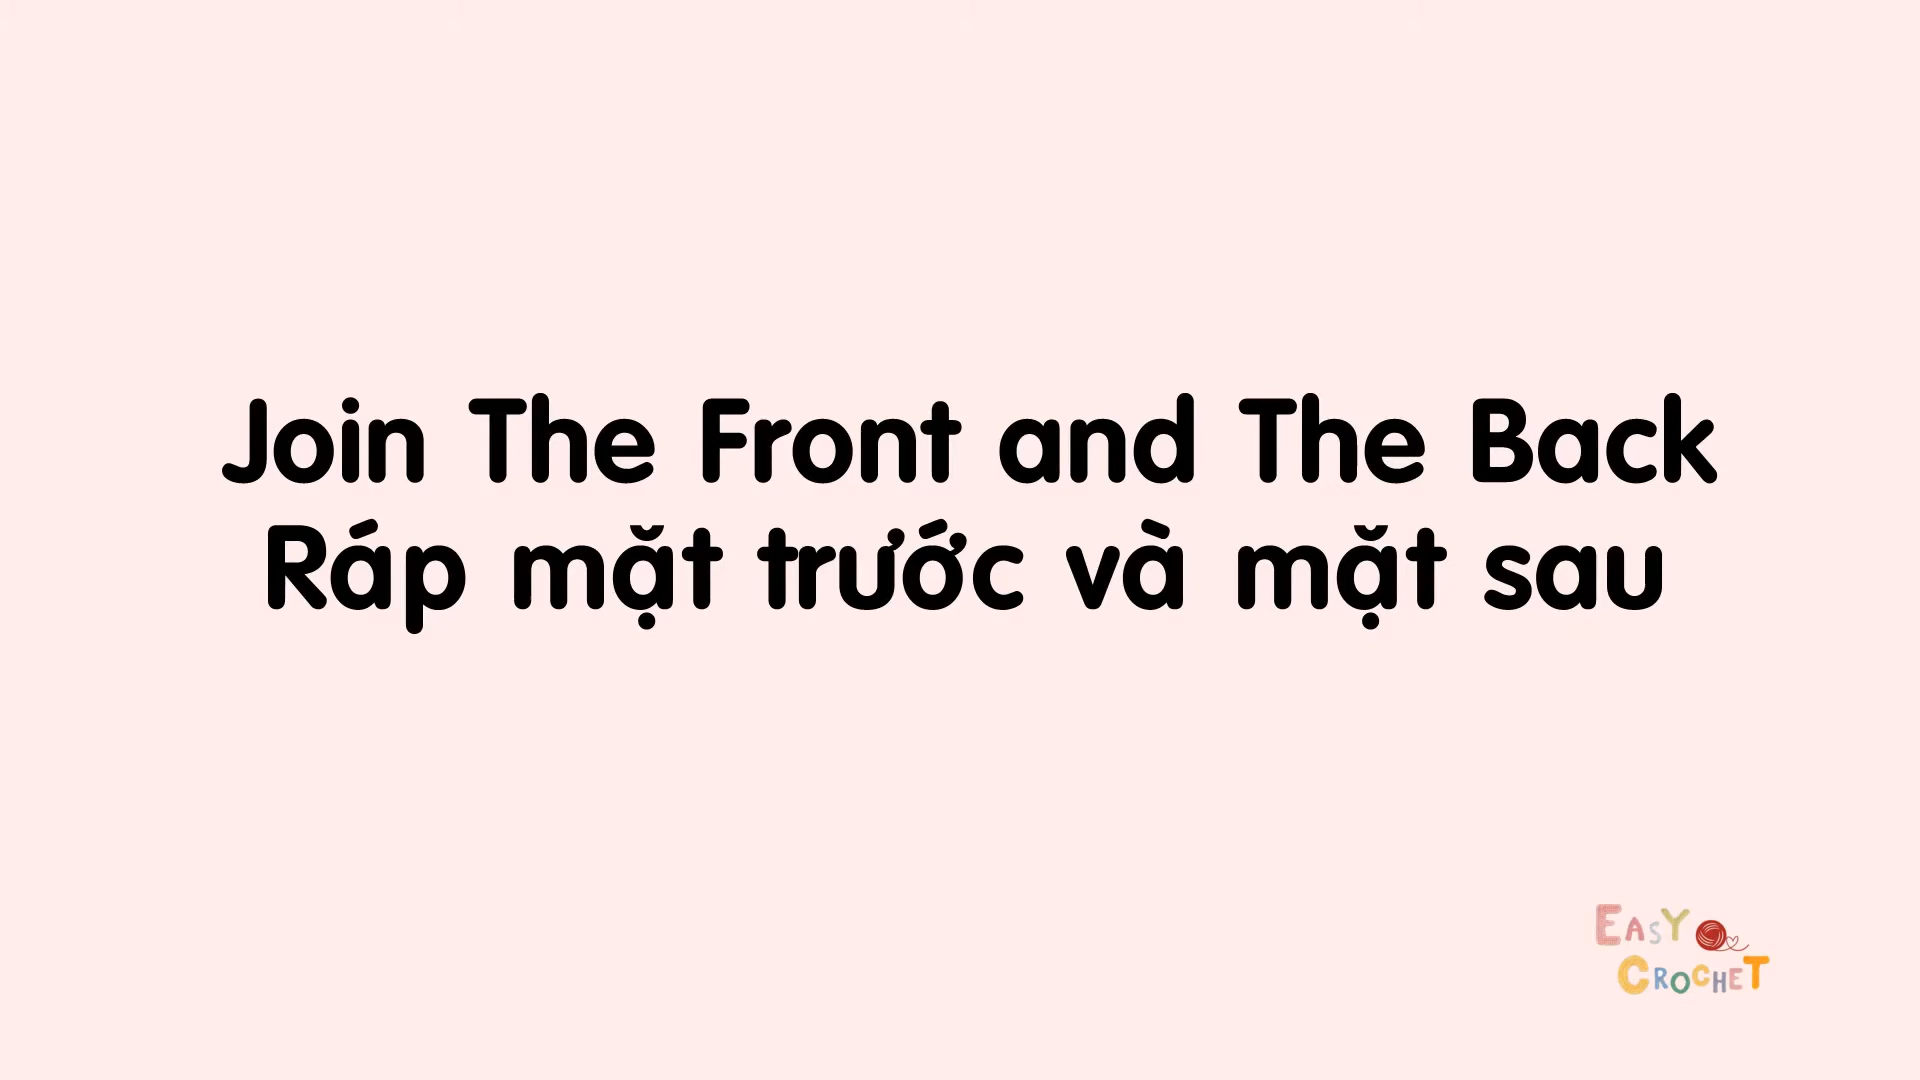 Join The Front and The Back
Ráp mặt trước và mặt sau
EASY
CROCHET